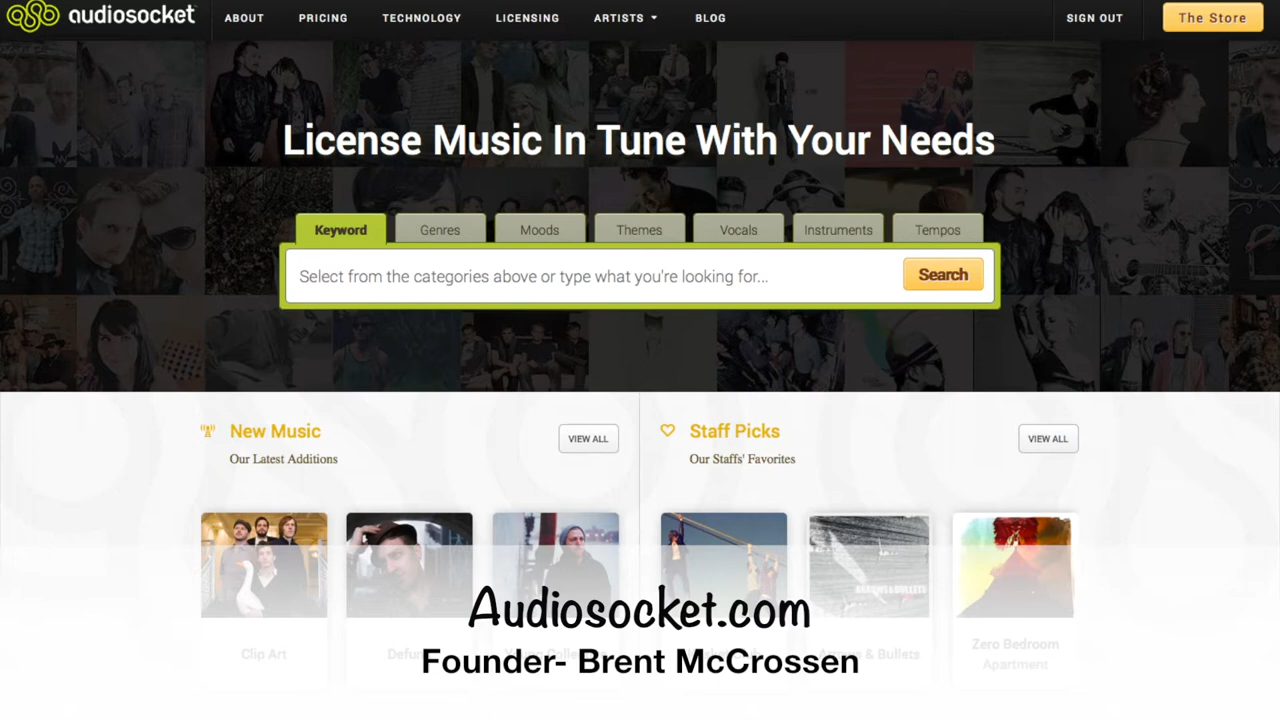 audiosocket
ABOUT
PRICING
TECHNOLOGY
LICENSING
ARTISTS
BLOG
SIGN OUT
The Store
License Music In Tune With Your Needs
Keyword
Genres
Moods
Themes
Vocals
Instruments
Tempos
Select from the categories above or type what you're looking for...
Search
New Music
VIEW ALL
Our Latest Additions
Staff Picks
VIEW ALL
Our Staffs' Favorites
Audiosocket.com
Clip Art
Zero Bedroom
Apartment
Founder- Brent McCrossen